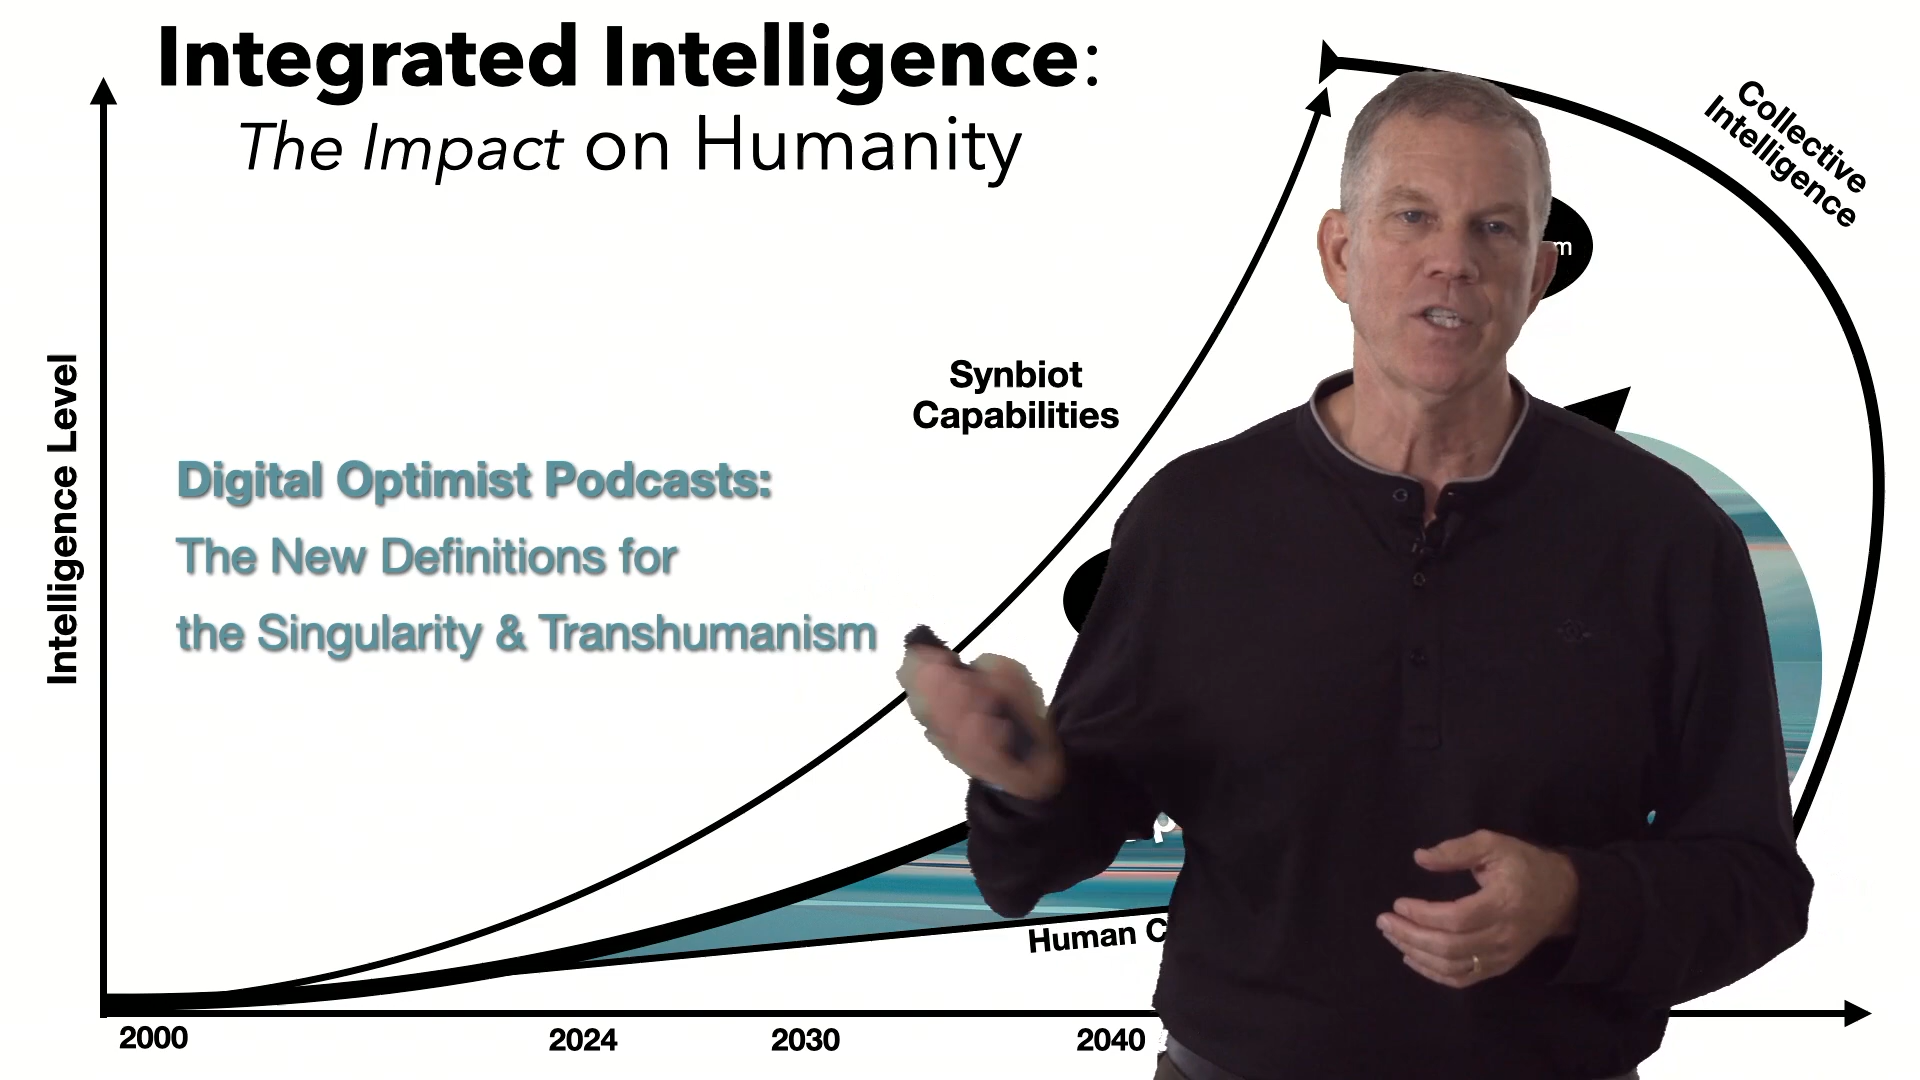 Integrated Intelligence:
The Impact on Humanity
Collective
Intelligence
Synbiot
Capabilities
Intelligence Level
Digital Optimist Podcasts:
The New Definitions for
the Singularity & Transhumanism
Human
2000
2024
2030
2040